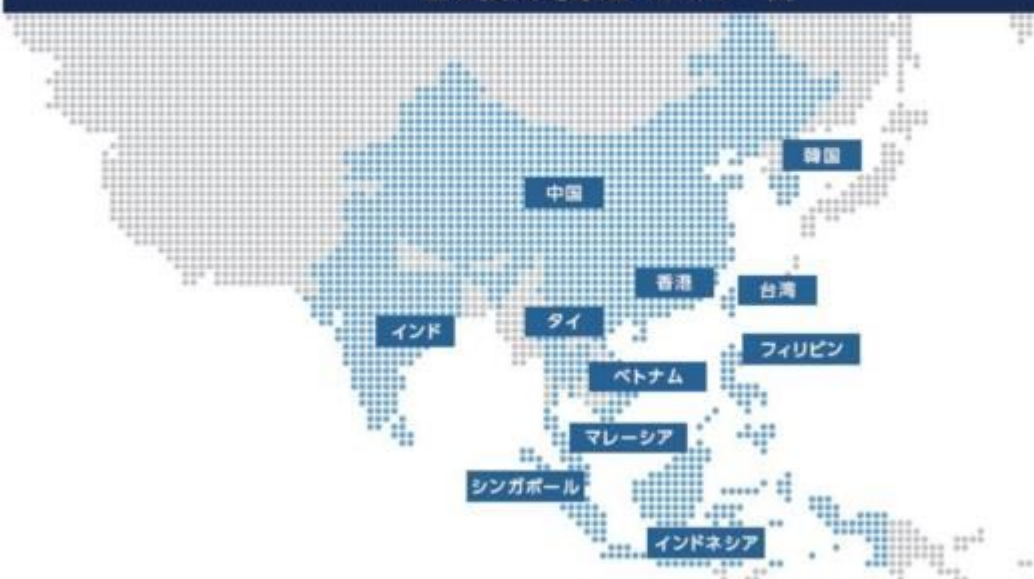 韓国
中国
香港
台湾
インド
タイ
フィリピン
ベトナム
マレーシア
シンガポール
インドネシア